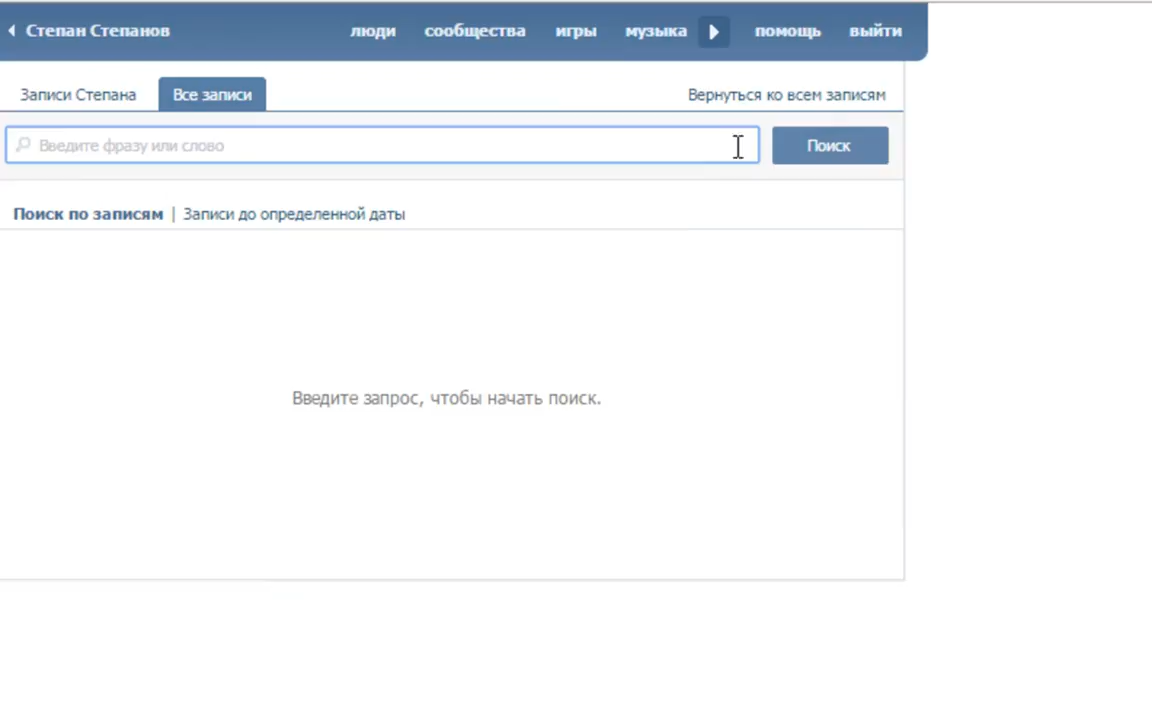 Степан Степанов люди сообщества игры музыка помощь выйти
Записи Степана Все записи Вернуться ко всем записям
Введите фразу или слово Поиск
Поиск по записям | Записи до определенной даты
Введите запрос, чтобы начать поиск.